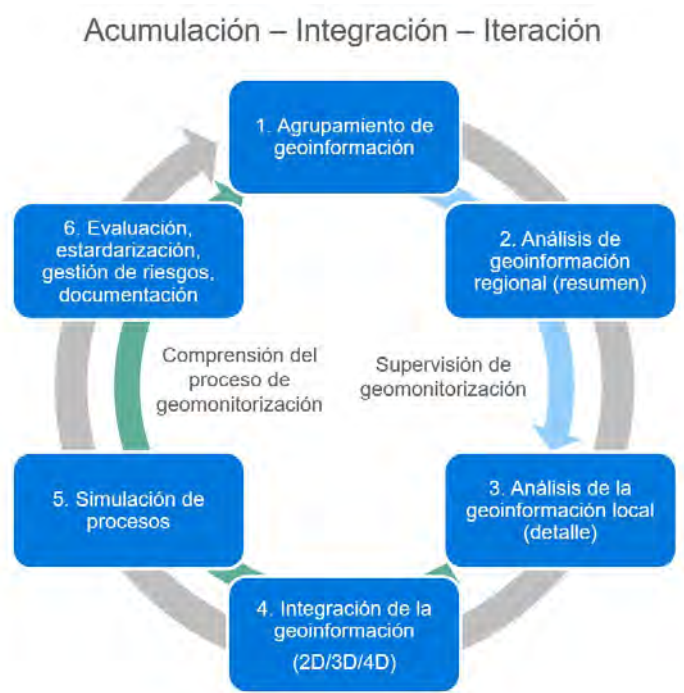 Acumulación – Integración – Iteración
1. Agrupamiento de
geoinformación
2. Análisis de
geoinformación
regional (resumen)
3. Análisis de la
geoinformación local
(detalle)
4. Integración de la
geoinformación
(2D/3D/4D)
5. Simulación de
procesos
6. Evaluación,
estardarización,
gestión de riesgos,
documentación
Comprensión del
proceso de
geomonitorización
Supervisión de
geomonitorización